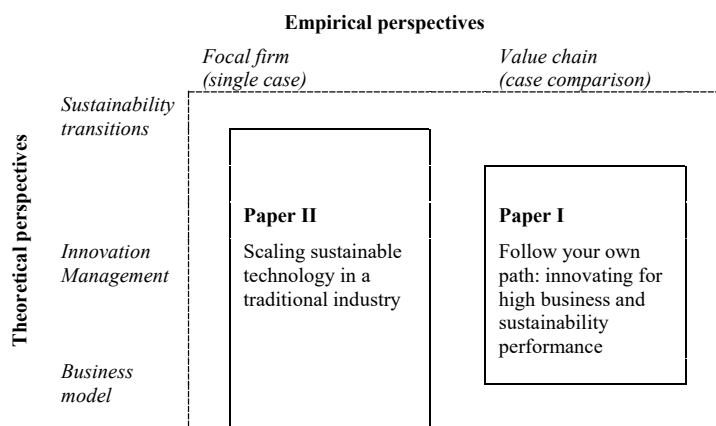 Empirical perspectives
Focal firm
(single case)
Value chain
(case comparison)
Theoretical perspectives
Sustainability
transitions
Innovation
Management
Business
model
Paper II
Scaling sustainable
technology in a
traditional industry
Paper I
Follow your own
path: innovating for
high business and
sustainability
performance